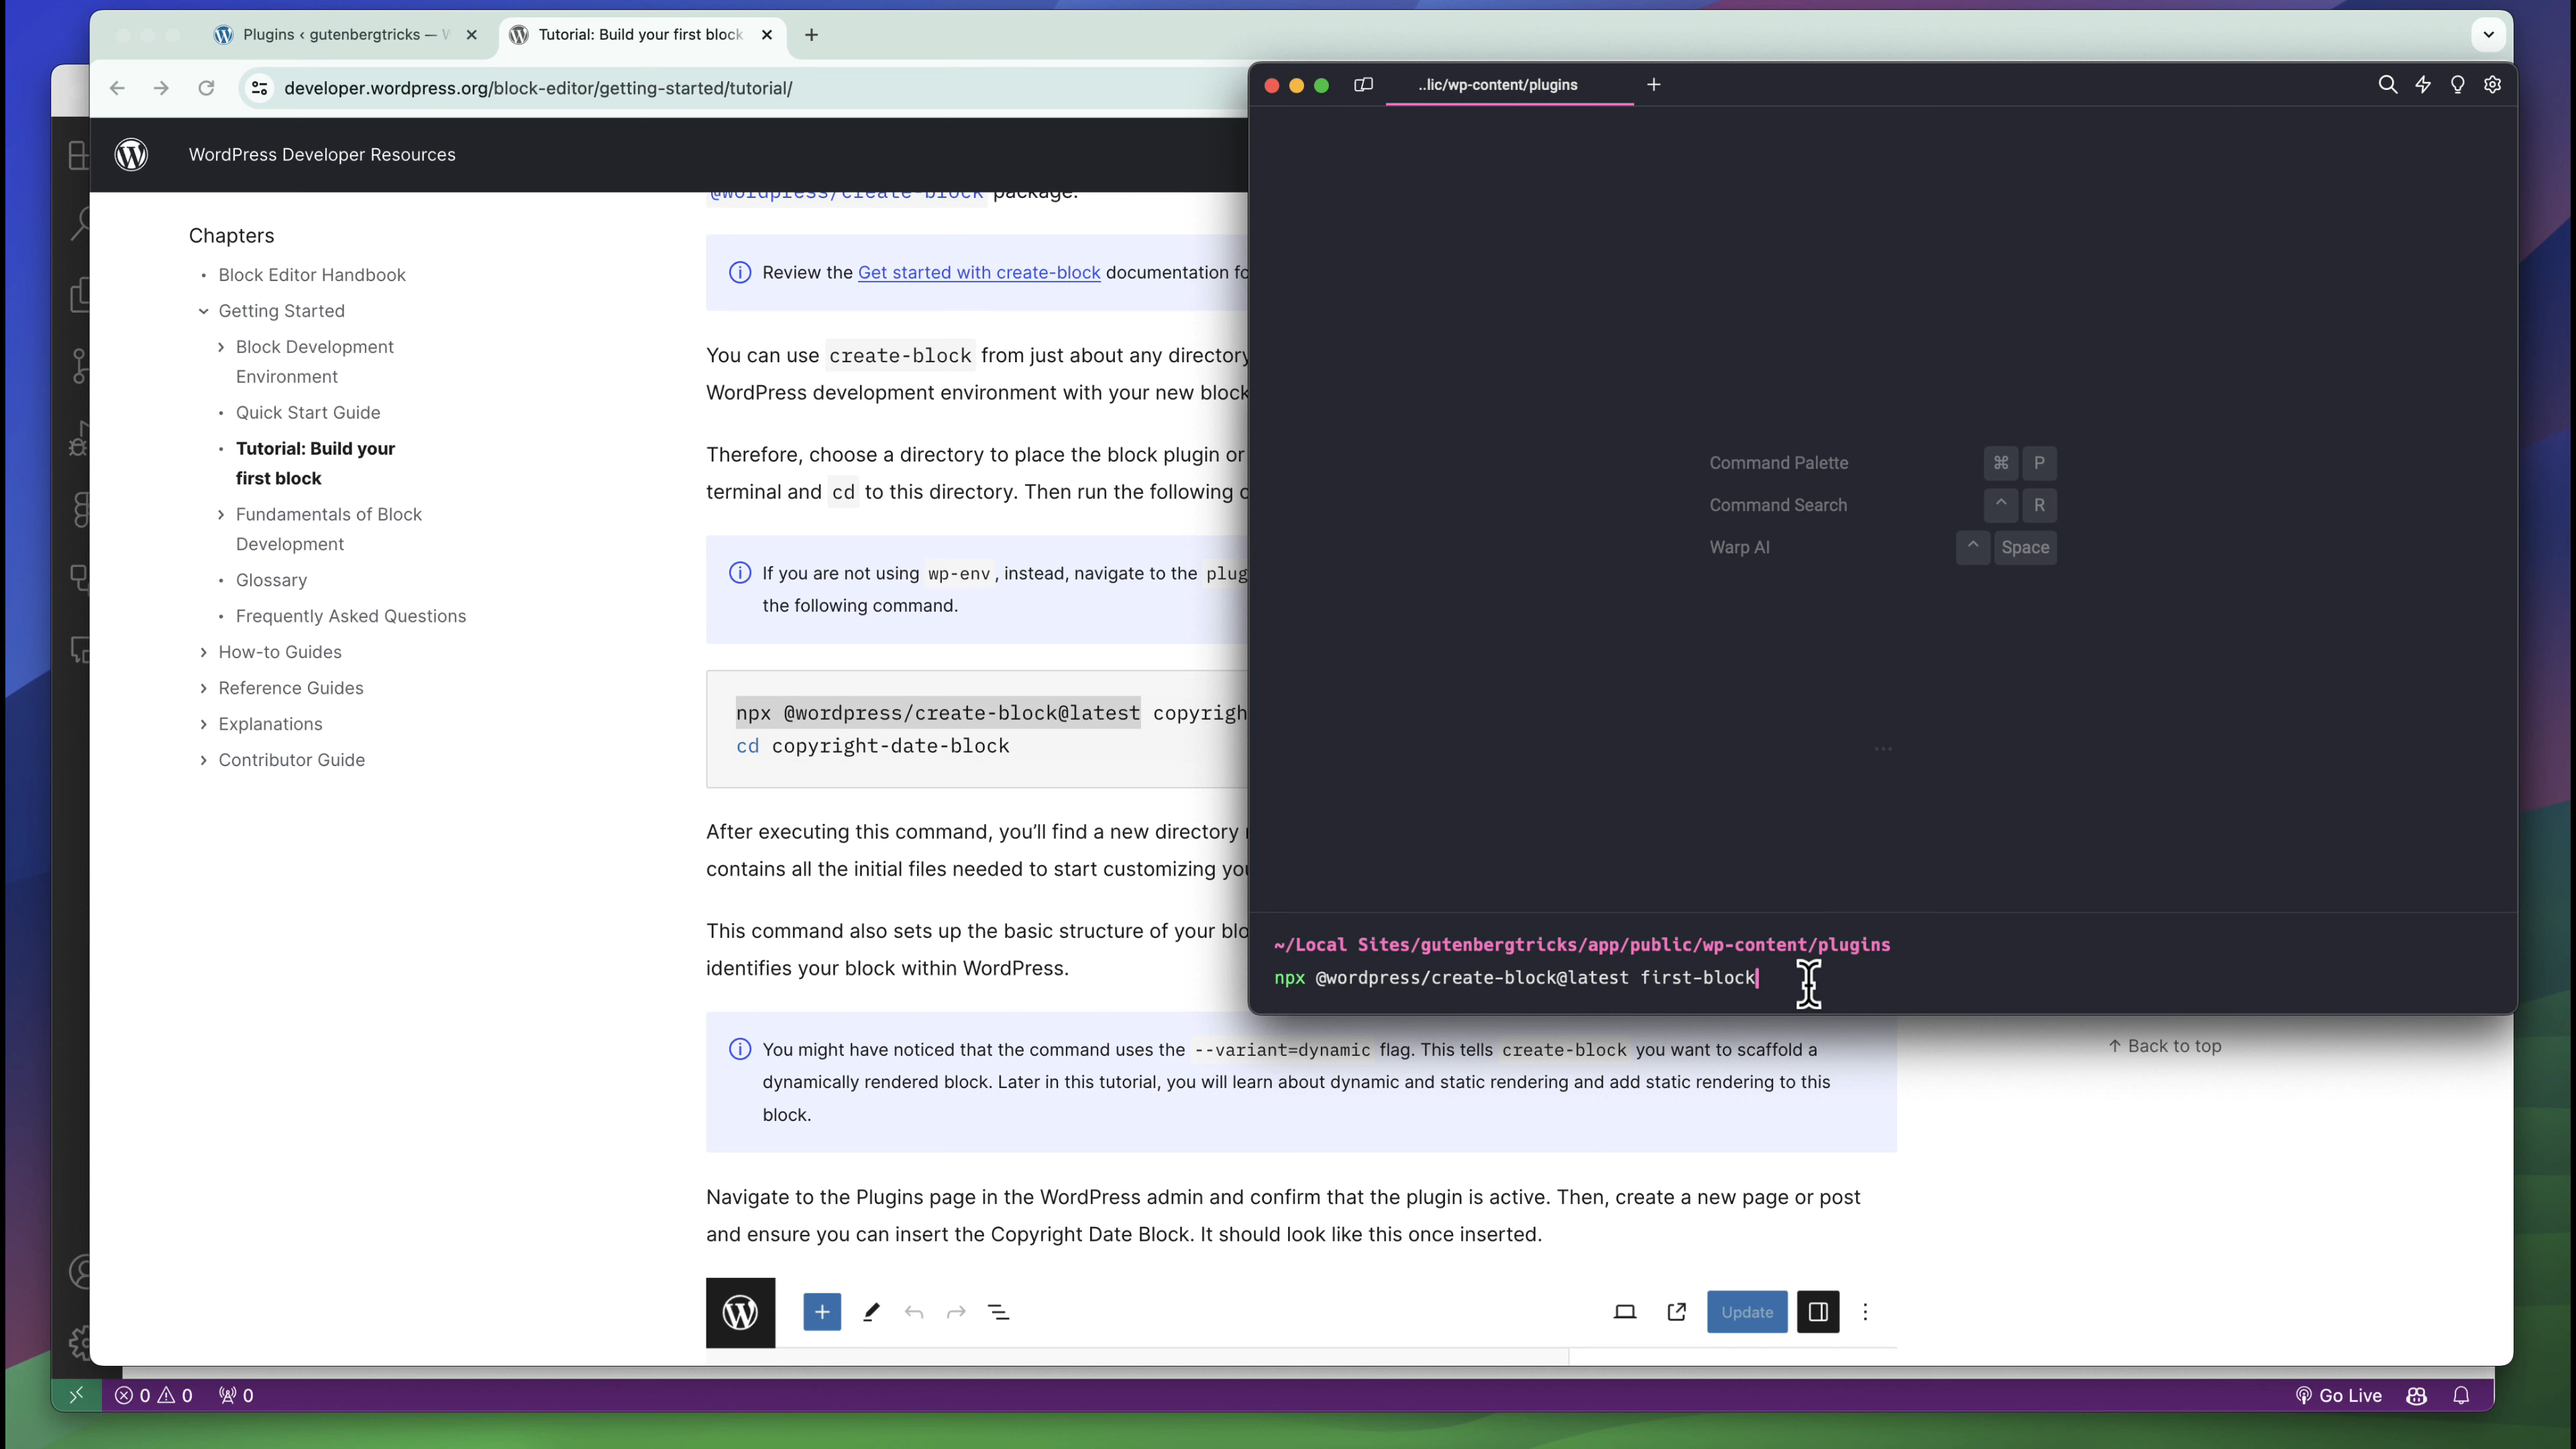 Plugins ‹ gutenbergtricks —
Tutorial: Build your first block
developer.wordpress.org/block-editor/getting-started/tutorial/
WordPress Developer Resources
Chapters
Block Editor Handbook
Getting Started
Block Development
Environment
Quick Start Guide
Tutorial: Build your
first block
Fundamentals of Block
Development
Glossary
Frequently Asked Questions
How-to Guides
Reference Guides
Explanations
Contributor Guide
@wordpress/create-block package.
Review the Get started with create-block documentation fo
You can use create-block from just about any directory
WordPress development environment with your new block
Therefore, choose a directory to place the block plugin or
terminal and cd to this directory. Then run the following c
If you are not using wp-env, instead, navigate to the plug
the following command.
npx @wordpress/create-block@latest copyrigh
cd copyright-date-block
After executing this command, you'll find a new directory
contains all the initial files needed to start customizing you
This command also sets up the basic structure of your blo
identifies your block within WordPress.
You might have noticed that the command uses the --variant=dynamic flag. This tells create-block you want to scaffold a
dynamically rendered block. Later in this tutorial, you will learn about dynamic and static rendering and add static rendering to this
block.
Navigate to the Plugins page in the WordPress admin and confirm that the plugin is active. Then, create a new page or post
and ensure you can insert the Copyright Date Block. It should look like this once inserted.
Update
↑ Back to top
..lic/wp-content/plugins
Command Palette ⌘ P
Command Search ^ R
Warp AI ^ Space
~/Local Sites/gutenbergtricks/app/public/wp-content/plugins
npx @wordpress/create-block@latest first-block
0 0 0
Go Live